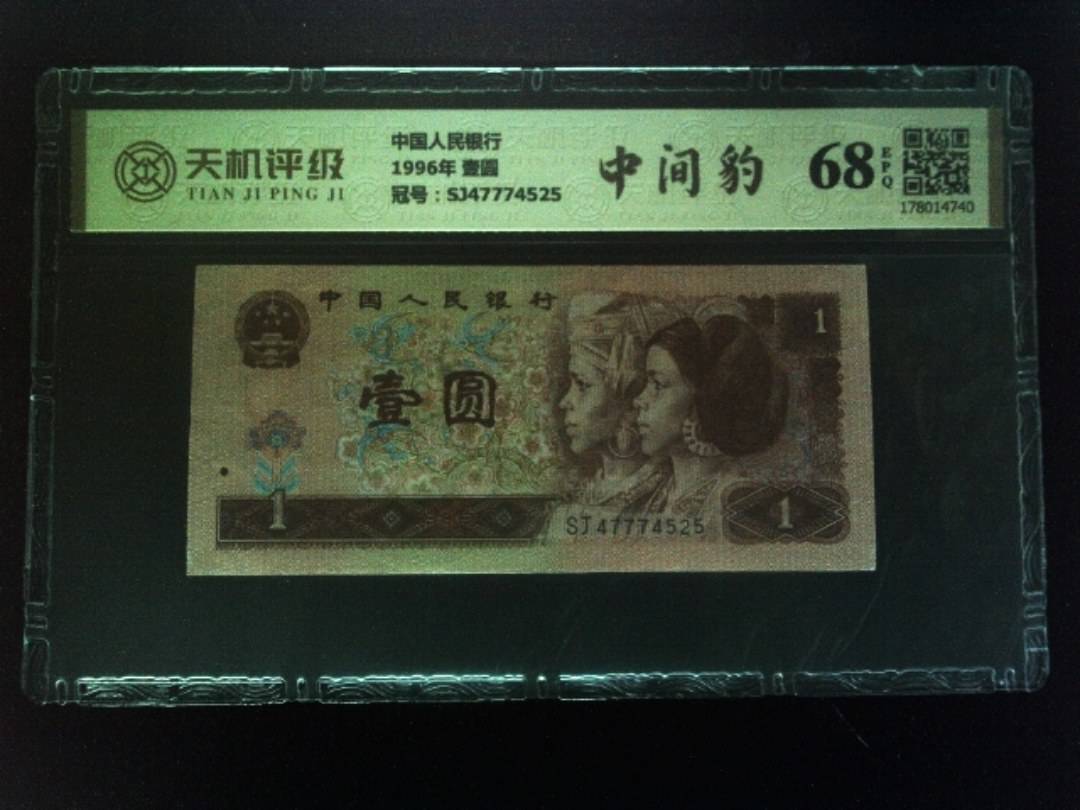 天机评级
TIAN JI PING JI
中国人民银行
1996年 壹圆
冠号：SJ47774525
中间豹
68
EPQ
178014740
中国人民银行
1
壹圆
1
SJ47774525
1